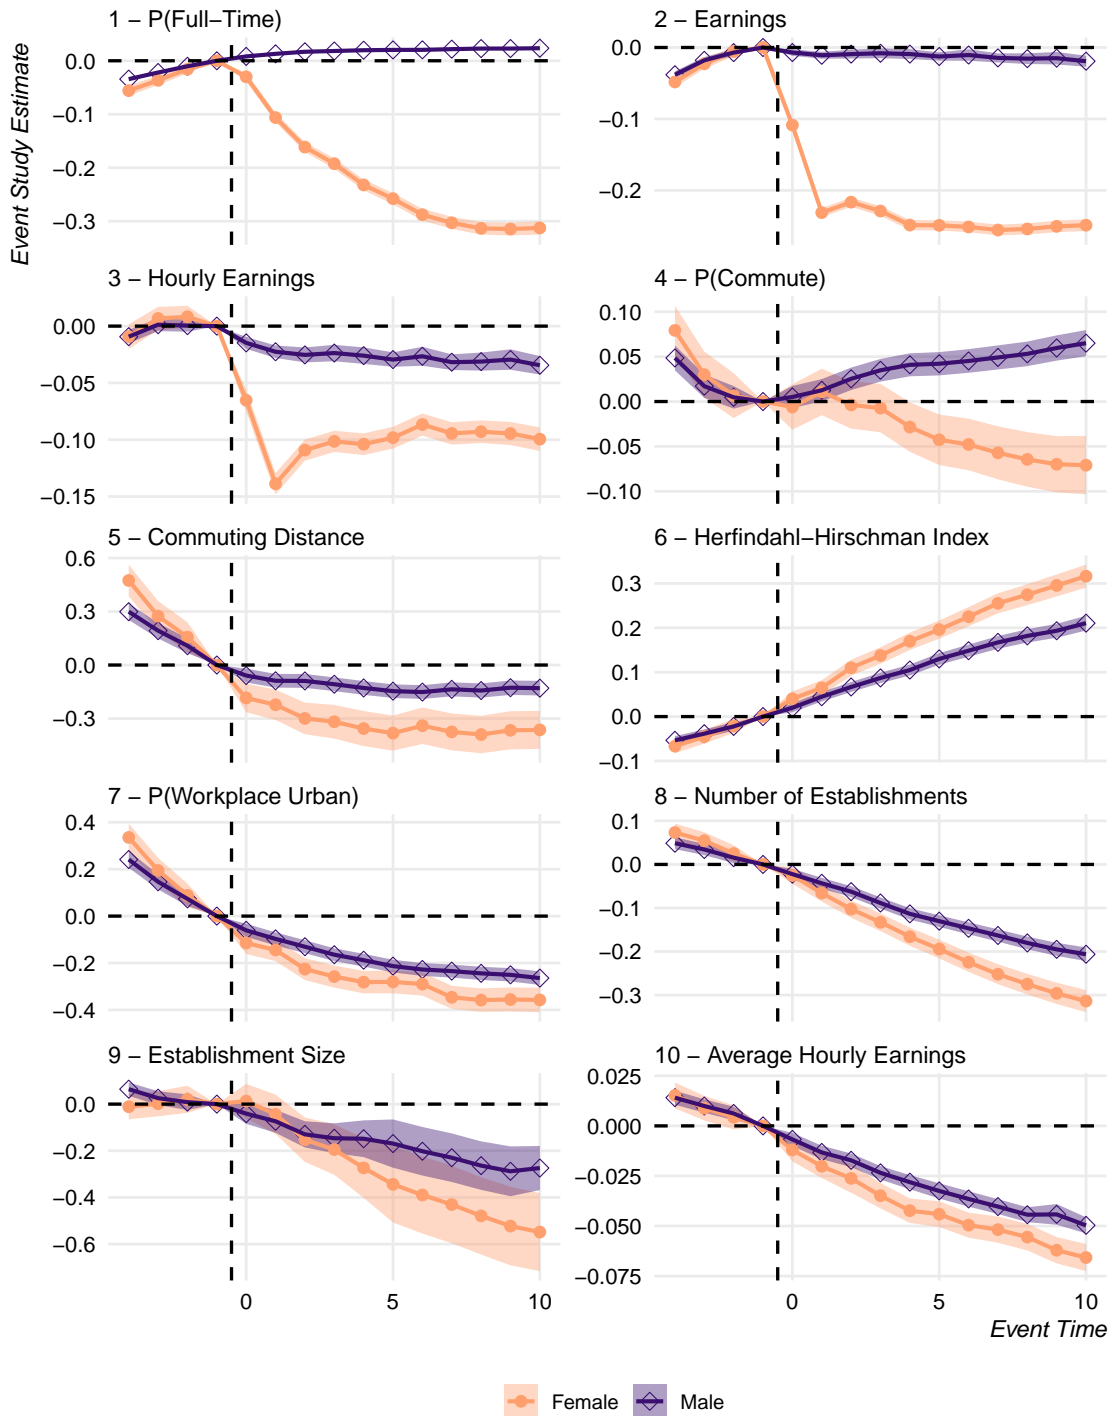 1 − P(Full−Time)
2 − Earnings
Event Study Estimate
0.0
−0.1
−0.2
−0.3
0.0
−0.1
−0.2
3 − Hourly Earnings
4 − P(Commute)
0.00
−0.05
−0.10
−0.15
0.10
0.05
0.00
−0.05
−0.10
5 − Commuting Distance
6 − Herfindahl−Hirschman Index
0.6
0.3
0.0
−0.3
0.3
0.2
0.1
0.0
−0.1
7 − P(Workplace Urban)
8 − Number of Establishments
0.4
0.2
0.0
−0.2
−0.4
0.1
0.0
−0.1
−0.2
−0.3
9 − Establishment Size
10 − Average Hourly Earnings
0.0
−0.2
−0.4
−0.6
0.025
0.000
−0.025
−0.050
−0.075
0 5 10
0 5 10
Event Time
Female Male